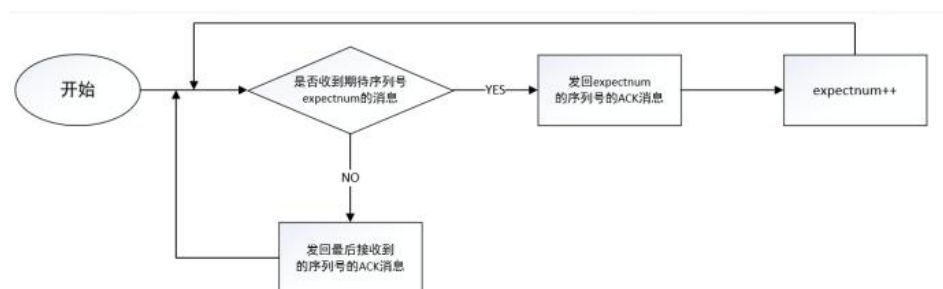 开始
是否收到期待序列号
expectnum的消息
YES
发回expectnum
的序列号的ACK消息
expectnum++
NO
发回最后接收到
的序列号的ACK消息